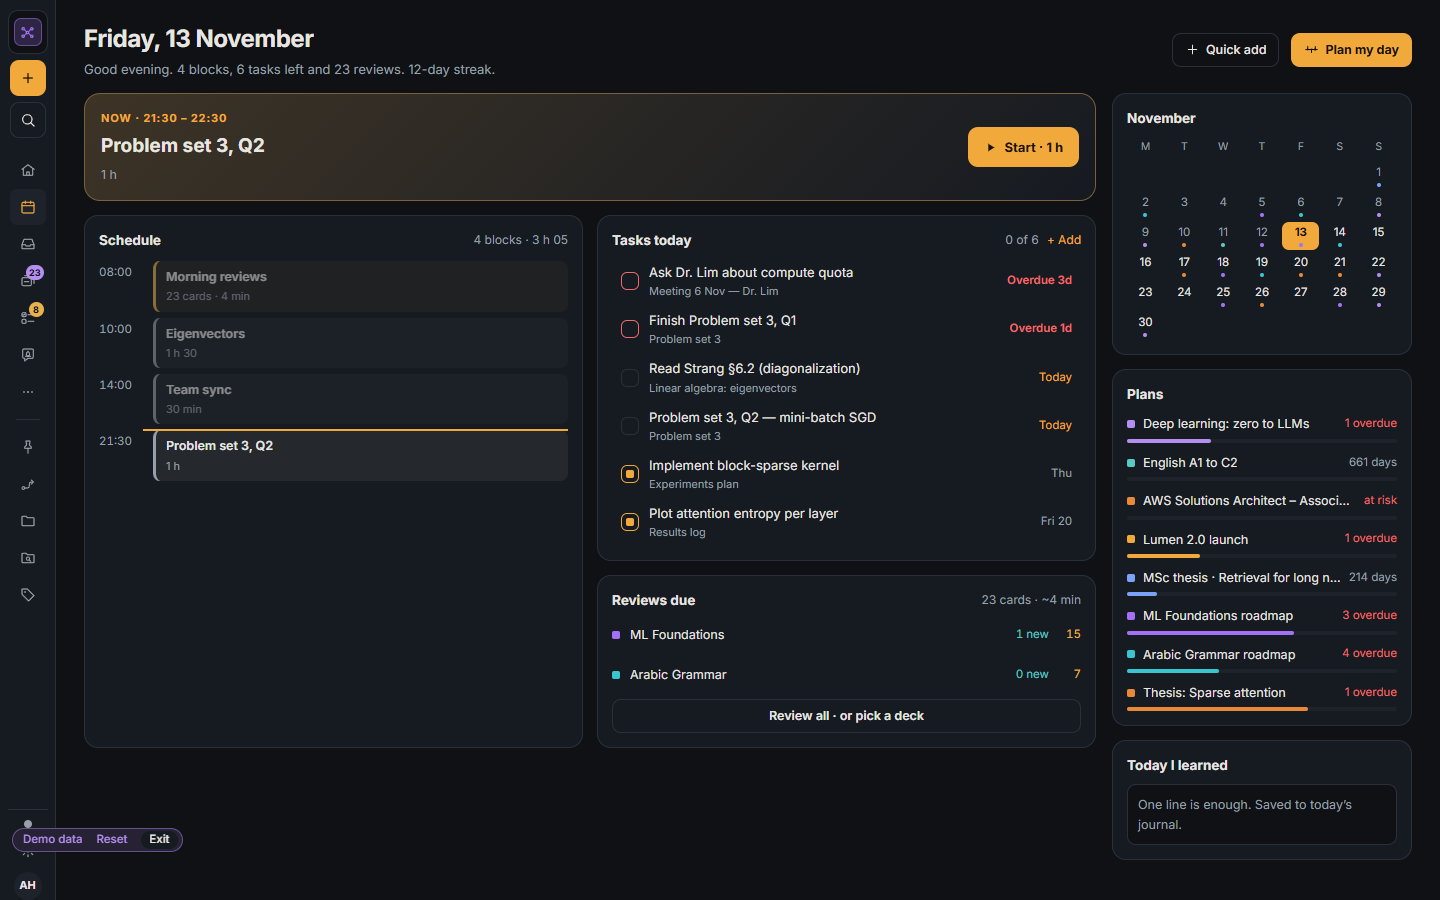 Friday, 13 November
Good evening. 4 blocks, 6 tasks left and 23 reviews. 12-day streak.
Quick add
Plan my day
NOW · 21:30 – 22:30
Problem set 3, Q2
1 h
Start · 1 h
Schedule
4 blocks · 3 h 05
08:00
Morning reviews
23 cards · 4 min
10:00
Eigenvectors
1 h 30
14:00
Team sync
30 min
21:30
Problem set 3, Q2
1 h
Tasks today
0 of 6 + Add
Ask Dr. Lim about compute quota
Meeting 6 Nov — Dr. Lim
Overdue 3d
Finish Problem set 3, Q1
Problem set 3
Overdue 1d
Read Strang §6.2 (diagonalization)
Linear algebra: eigenvectors
Today
Problem set 3, Q2 — mini-batch SGD
Problem set 3
Today
Implement block-sparse kernel
Experiments plan
Thu
Plot attention entropy per layer
Results log
Fri 20
Reviews due
23 cards · ~4 min
ML Foundations 1 new 15
Arabic Grammar 0 new 7
Review all · or pick a deck
November
M T W T F S S
1
2 3 4 5 6 7 8
9 10 11 12 13 14 15
16 17 18 19 20 21 22
23 24 25 26 27 28 29
30
Plans
Deep learning: zero to LLMs 1 overdue
English A1 to C2 661 days
AWS Solutions Architect – Associ... at risk
Lumen 2.0 launch 1 overdue
MSc thesis · Retrieval for long n... 214 days
ML Foundations roadmap 3 overdue
Arabic Grammar roadmap 4 overdue
Thesis: Sparse attention 1 overdue
Today I learned
One line is enough. Saved to today's
journal.
23
8
Demo data Reset Exit
AH